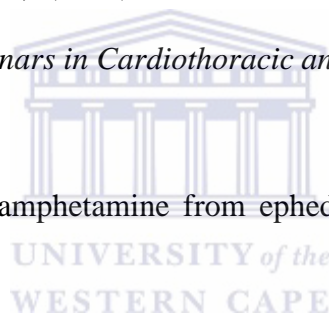 nars in Cardiothoracic an
amphetamine from ephed
UNIVERSITY of the
WESTERN CAPE